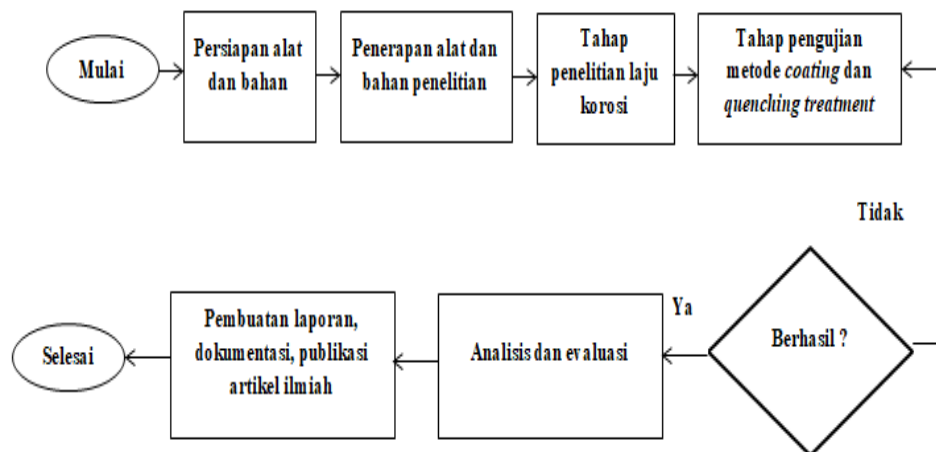 Mulai
Persiapan alat
dan bahan
Penerapan alat dan
bahan penelitian
Tahap
penelitian laju
korosi
Tahap pengujian
metode coating dan
quenching treatment
Tidak
Berhasil ?
Ya
Analisis dan evaluasi
Pembuatan laporan,
dokumentasi, publikasi
artikel ilmiah
Selesai